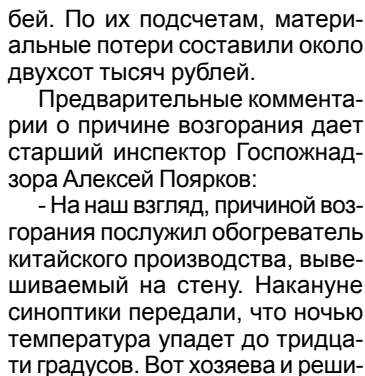 бей. По их подсчетам, матери-
альные потери составили около
двухсот тысяч рублей.
Предварительные коммента-
рии о причине возгорания дает
старший инспектор Госпожнад-
зора Алексей Поярков:
- На наш взгляд, причиной воз-
горания послужил обогреватель
китайского производства, выве-
шиваемый на стену. Накануне
синоптики передали, что ночью
температура упадет до тридца-
ти градусов. Вот хозяева и реши-